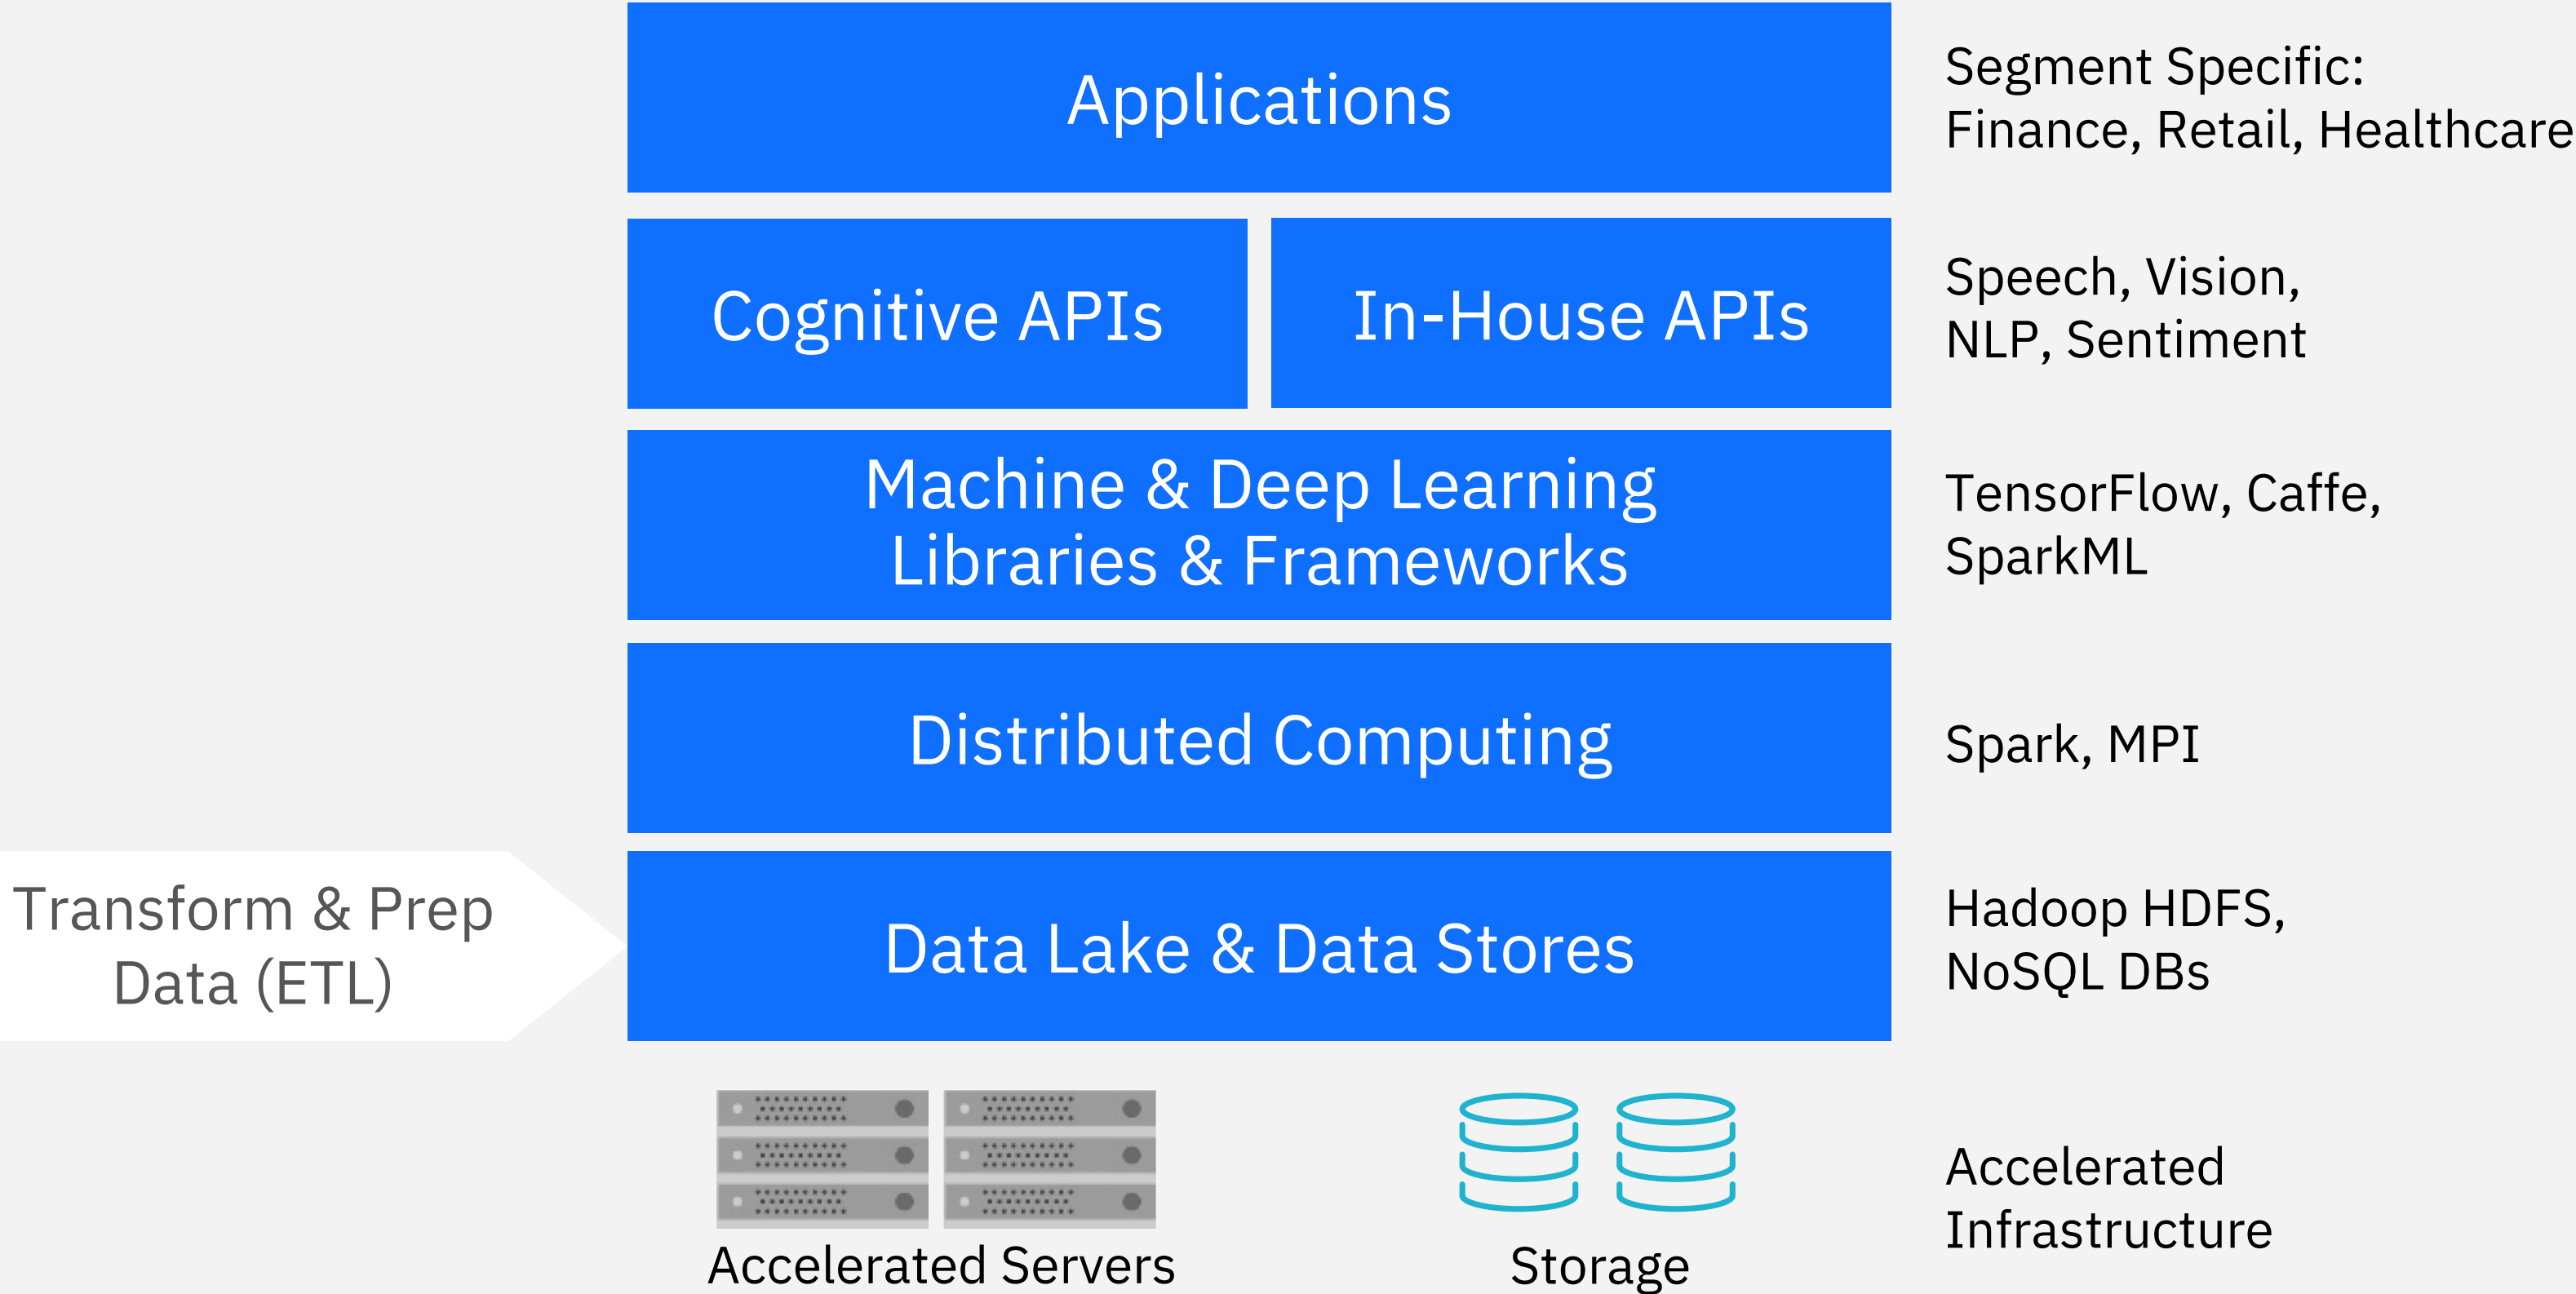 Applications
Segment Specific:
Finance, Retail, Healthcare
Cognitive APIs
In-House APIs
Speech, Vision,
NLP, Sentiment
Machine & Deep Learning
Libraries & Frameworks
TensorFlow, Caffe,
SparkML
Distributed Computing
Spark, MPI
Transform & Prep
Data (ETL)
Data Lake & Data Stores
Hadoop HDFS,
NoSQL DBs
Accelerated Servers
Storage
Accelerated
Infrastructure